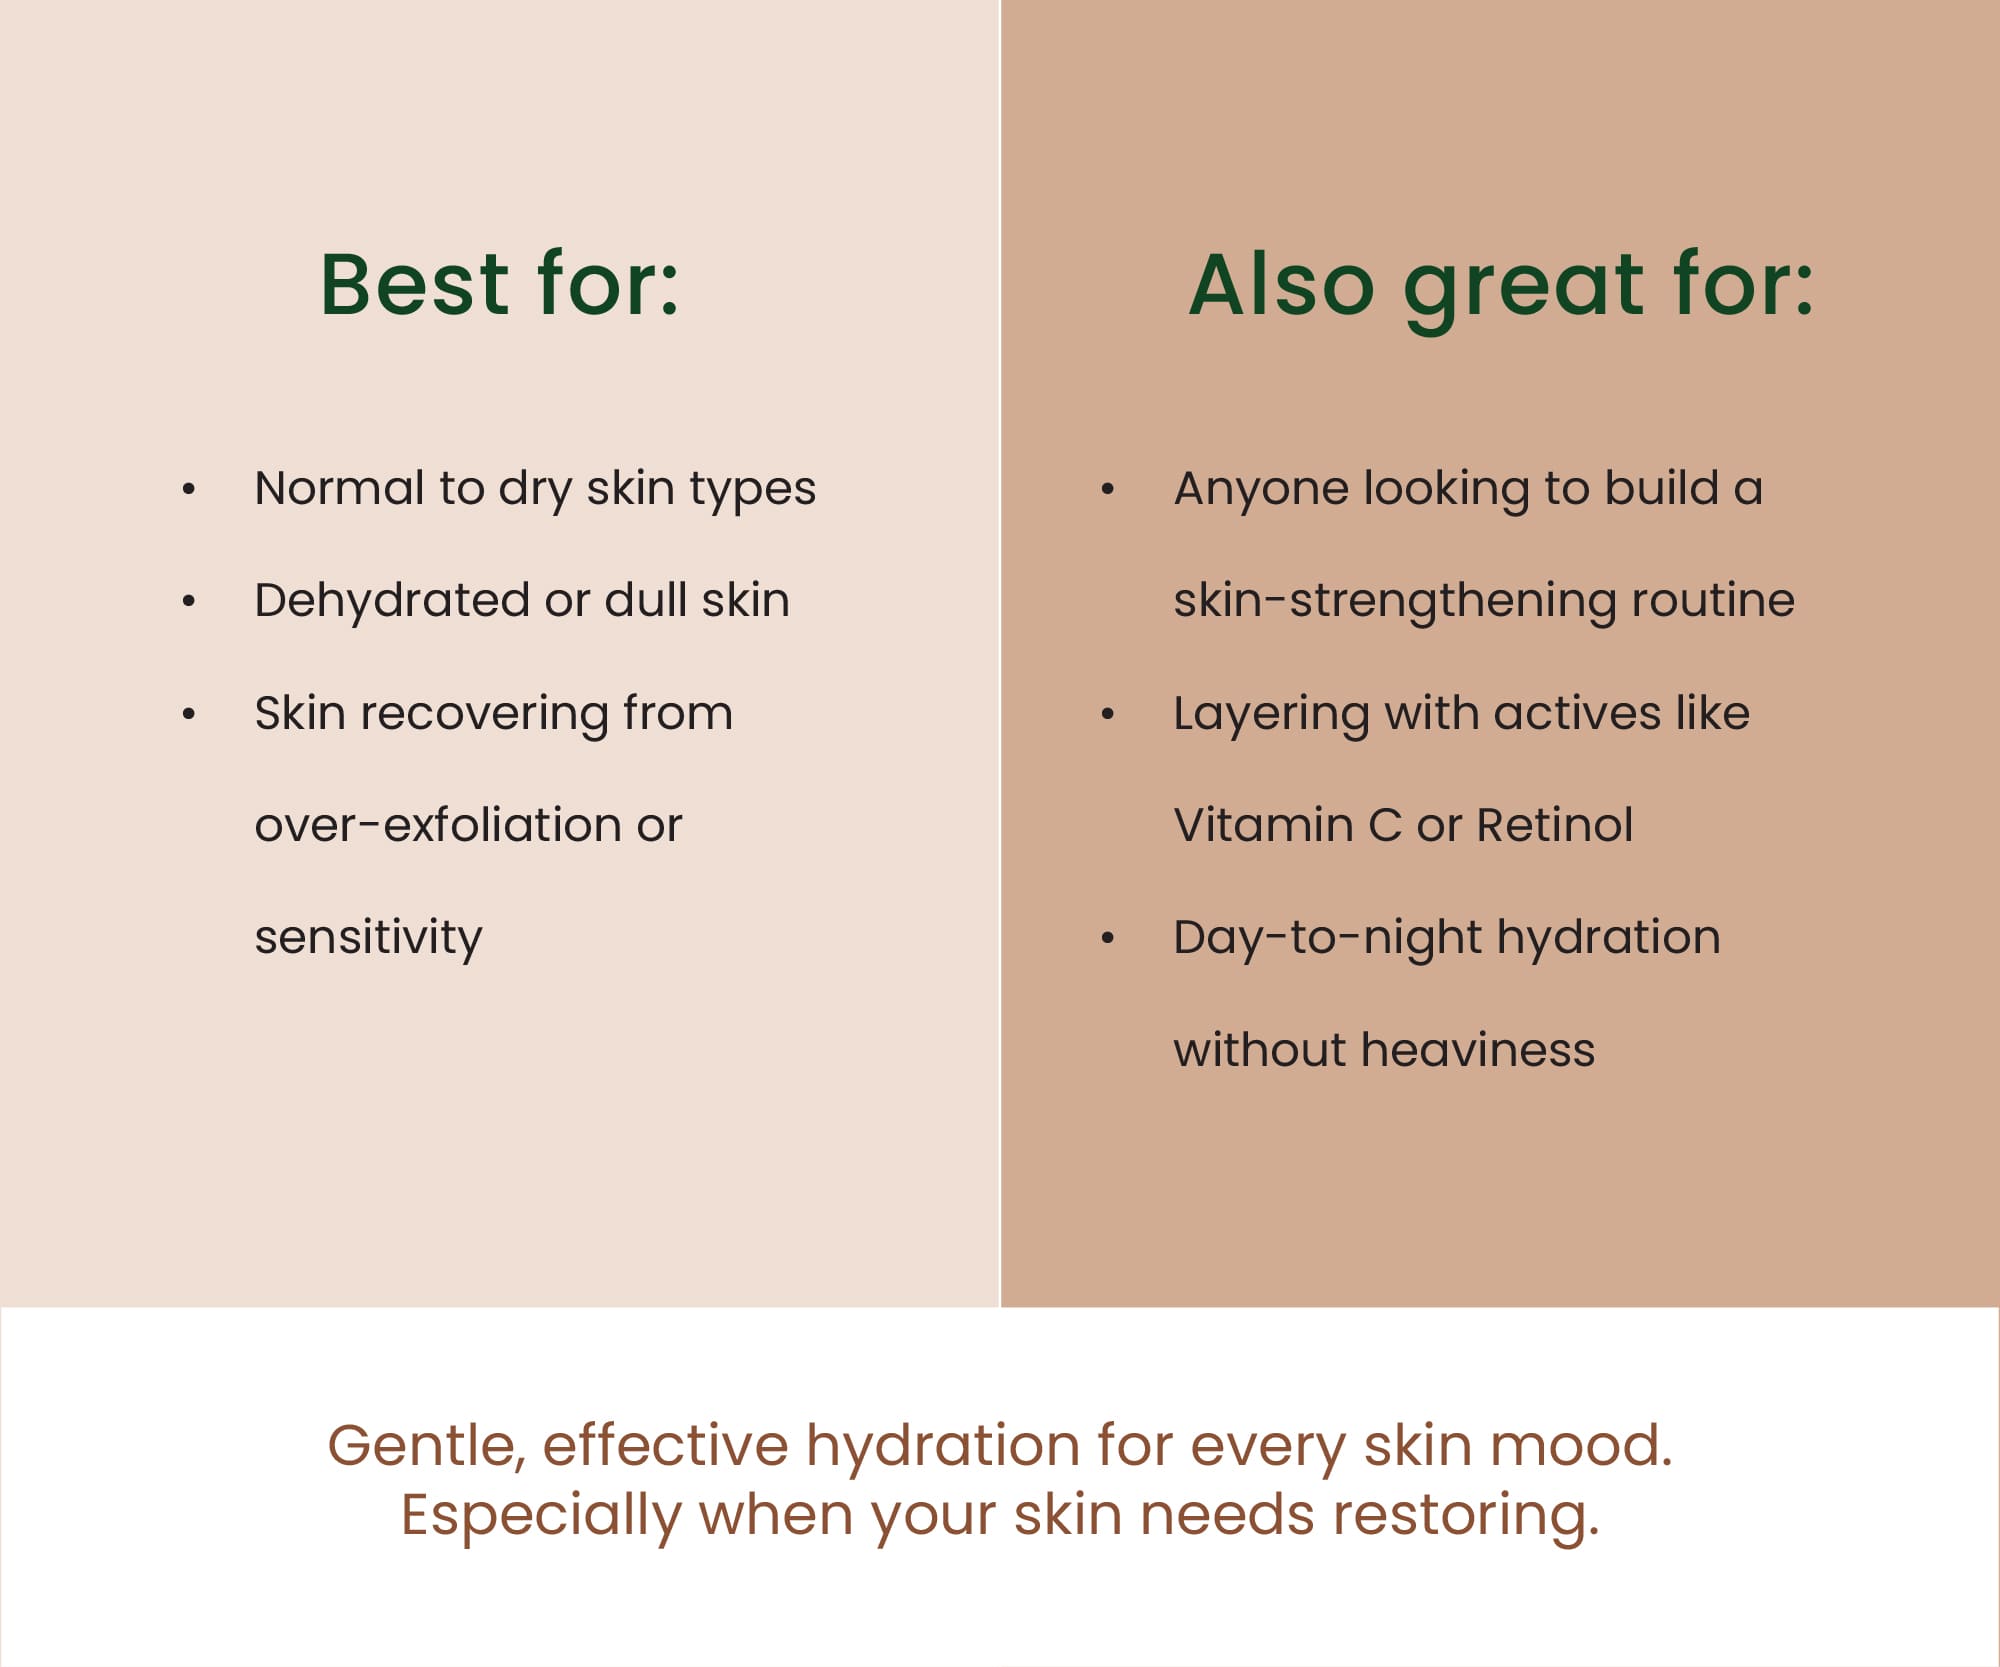 Best for:
• Normal to dry skin types
• Dehydrated or dull skin
• Skin recovering from
over-exfoliation or
sensitivity
Also great for:
• Anyone looking to build a
skin-strengthening routine
• Layering with actives like
Vitamin C or Retinol
• Day-to-night hydration
without heaviness
Gentle, effective hydration for every skin mood.
Especially when your skin needs restoring.